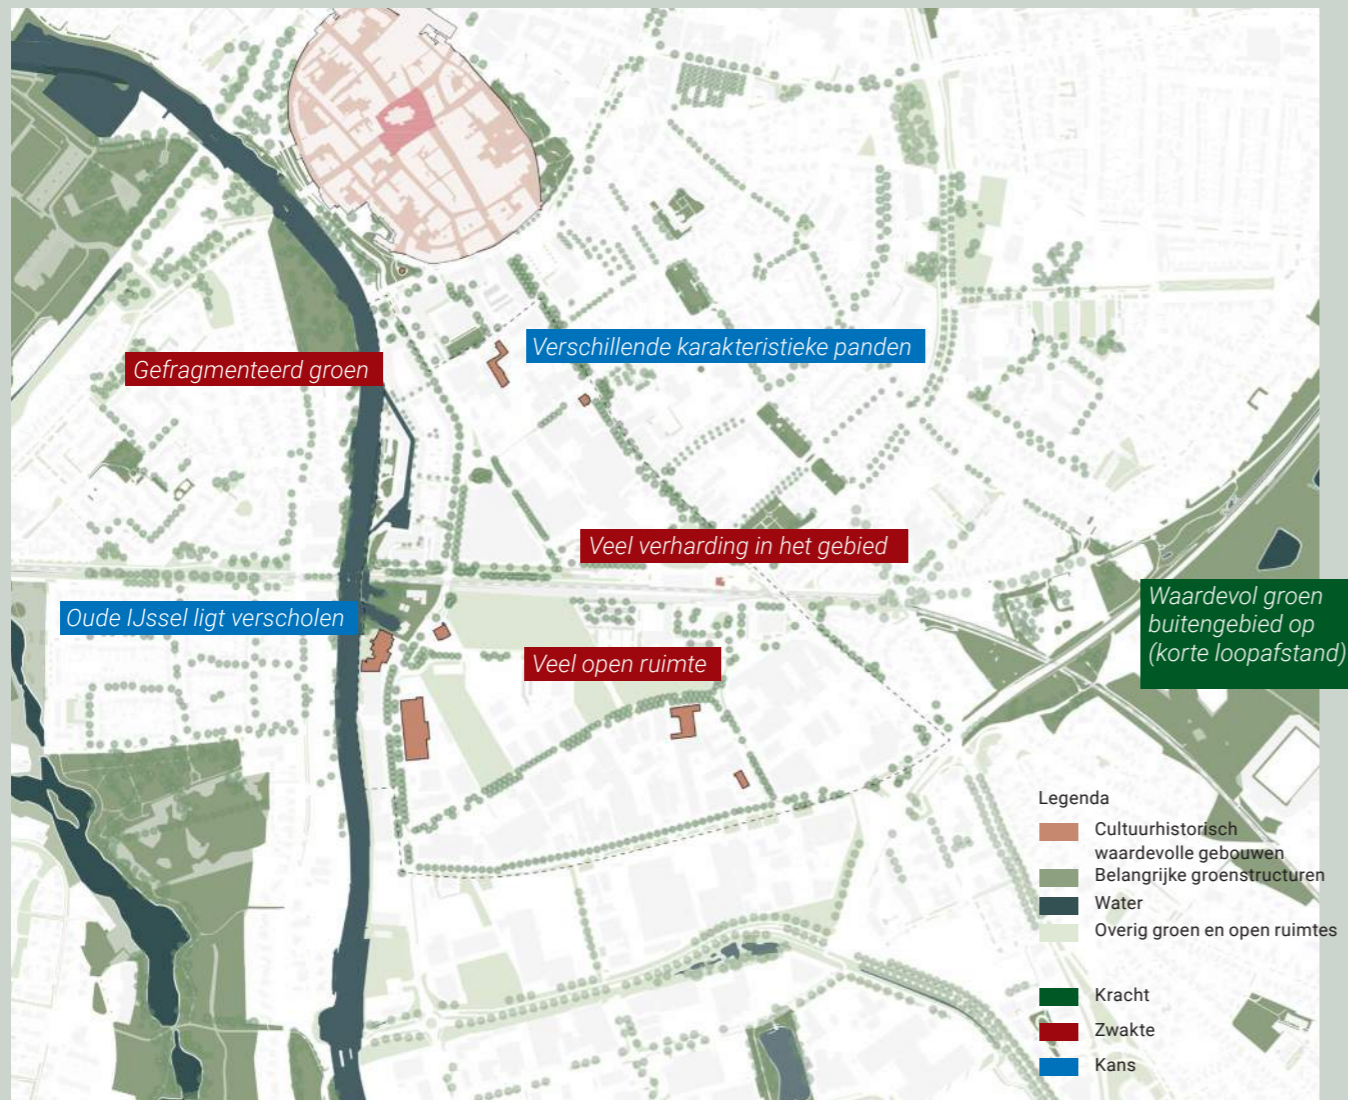 Verschillende karakteristieke panden
Gefragmenteerd groen
Veel verharding in het gebied
Oude IJssel ligt verscholen
Waardevol groen
buitengebied op
(korte loopafstand)
Veel open ruimte
Legenda
Cultuurhistorisch
waardevolle gebouwen
Belangrijke groenstructuren
Water
Overig groen en open ruimtes
Kracht
Zwakte
Kans